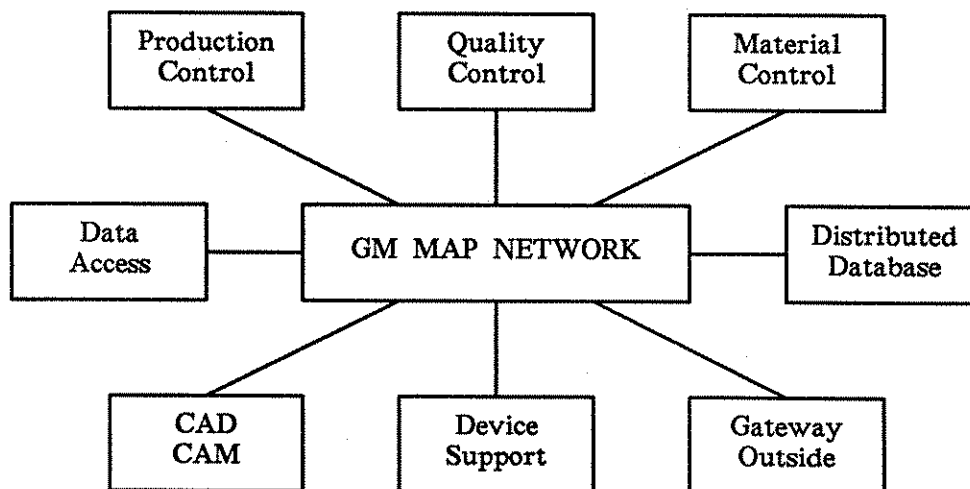 Production
Control
Quality
Control
Material
Control
Data
Access
GM MAP NETWORK
Distributed
Database
CAD
CAM
Device
Support
Gateway
Outside